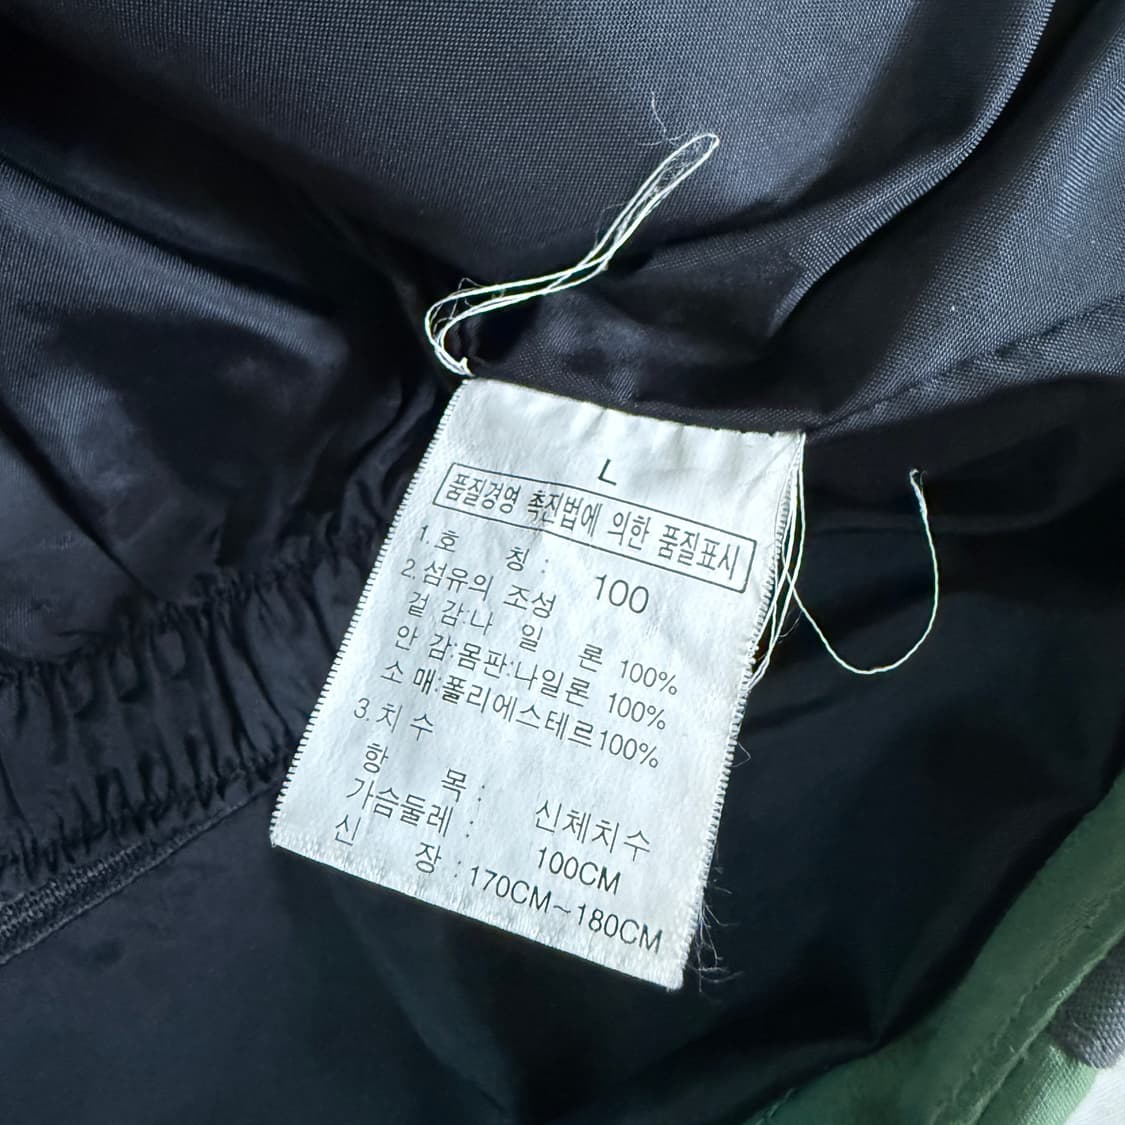 L
품질경영 촉진법에 의한 품질표시
1.호 칭 : 100
2.섬유의 조성
겉 감:나 일 론 100%
안 감:몸판:나일론 100%
소 매:폴리에스테르100%
3.치 수
항 목 : 신체치수
가슴둘레 : 100CM
신 장 : 170CM~180CM